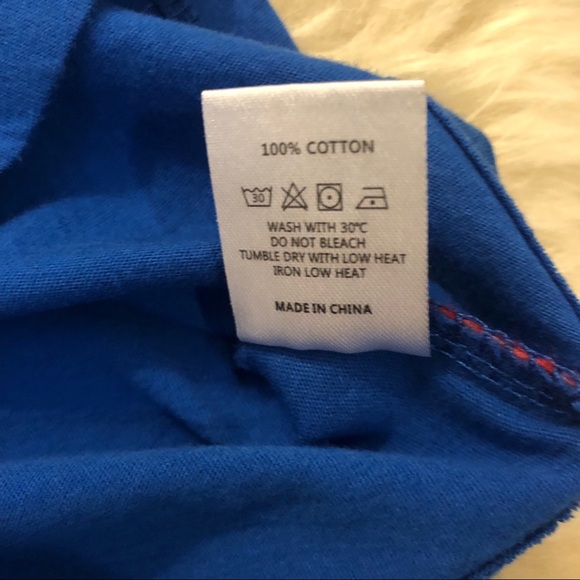 100% COTTON
30
WASH WITH 30°C
DO NOT BLEACH
TUMBLE DRY WITH LOW HEAT
IRON LOW HEAT
MADE IN CHINA